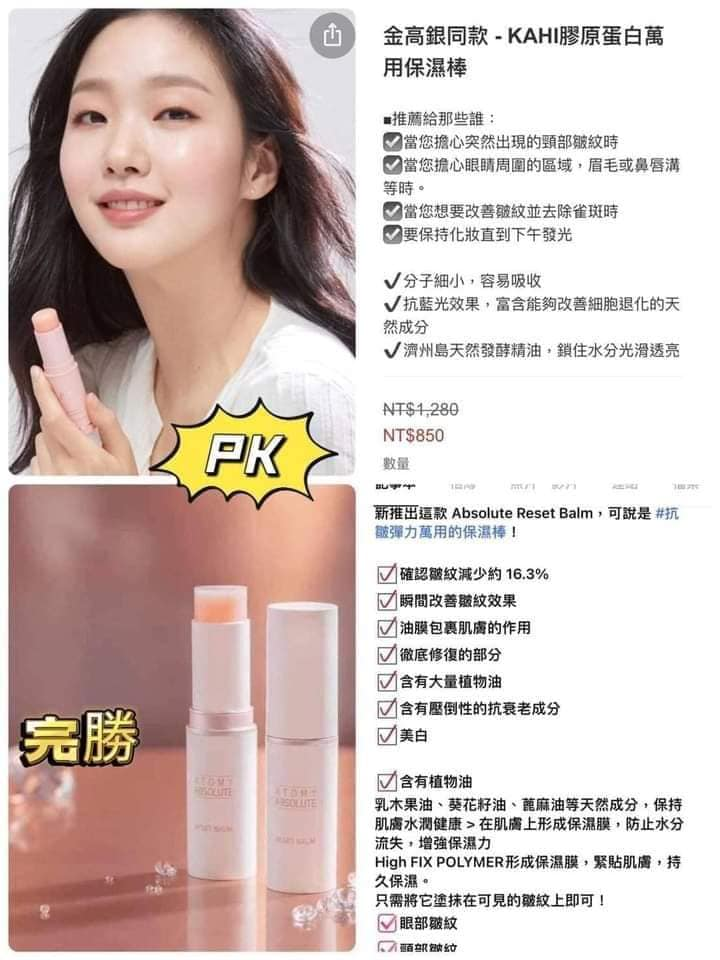 金高銀同款 - KAHI膠原蛋白萬
用保濕棒
■推薦給那些誰：
☑當您擔心突然出現的頸部皺紋時
☑當您擔心眼睛周圍的區域，眉毛或鼻唇溝
等時。
☑當您想要改善皺紋並去除雀斑時
☑要保持化妝直到下午發光
✔分子細小，容易吸收
✔抗藍光效果，富含能夠改善細胞退化的天
然成分
✔濟州島天然發酵精油，鎖住水分光滑透亮
NT$1,280
NT$850
數量
PK
新推出這款 Absolute Reset Balm，可說是 #抗
皺彈力萬用的保濕棒！
☑確認皺紋減少約 16.3%
☑瞬間改善皺紋效果
☑油膜包裹肌膚的作用
☑徹底修復的部分
☑含有大量植物油
☑含有壓倒性的抗衰老成分
☑美白
☑含有植物油
乳木果油、葵花籽油、蓖麻油等天然成分，保持
肌膚水潤健康 > 在肌膚上形成保濕膜，防止水分
流失，增強保濕力
High FIX POLYMER形成保濕膜，緊貼肌膚，持
久保濕。
只需將它塗抹在可見的皺紋上即可！
☑眼部皺紋
☑頸部皺紋
完勝
ATOMY
ABSOLUTE
RESET BALM
ATOMY
ABSOLUTE
RESET BALM